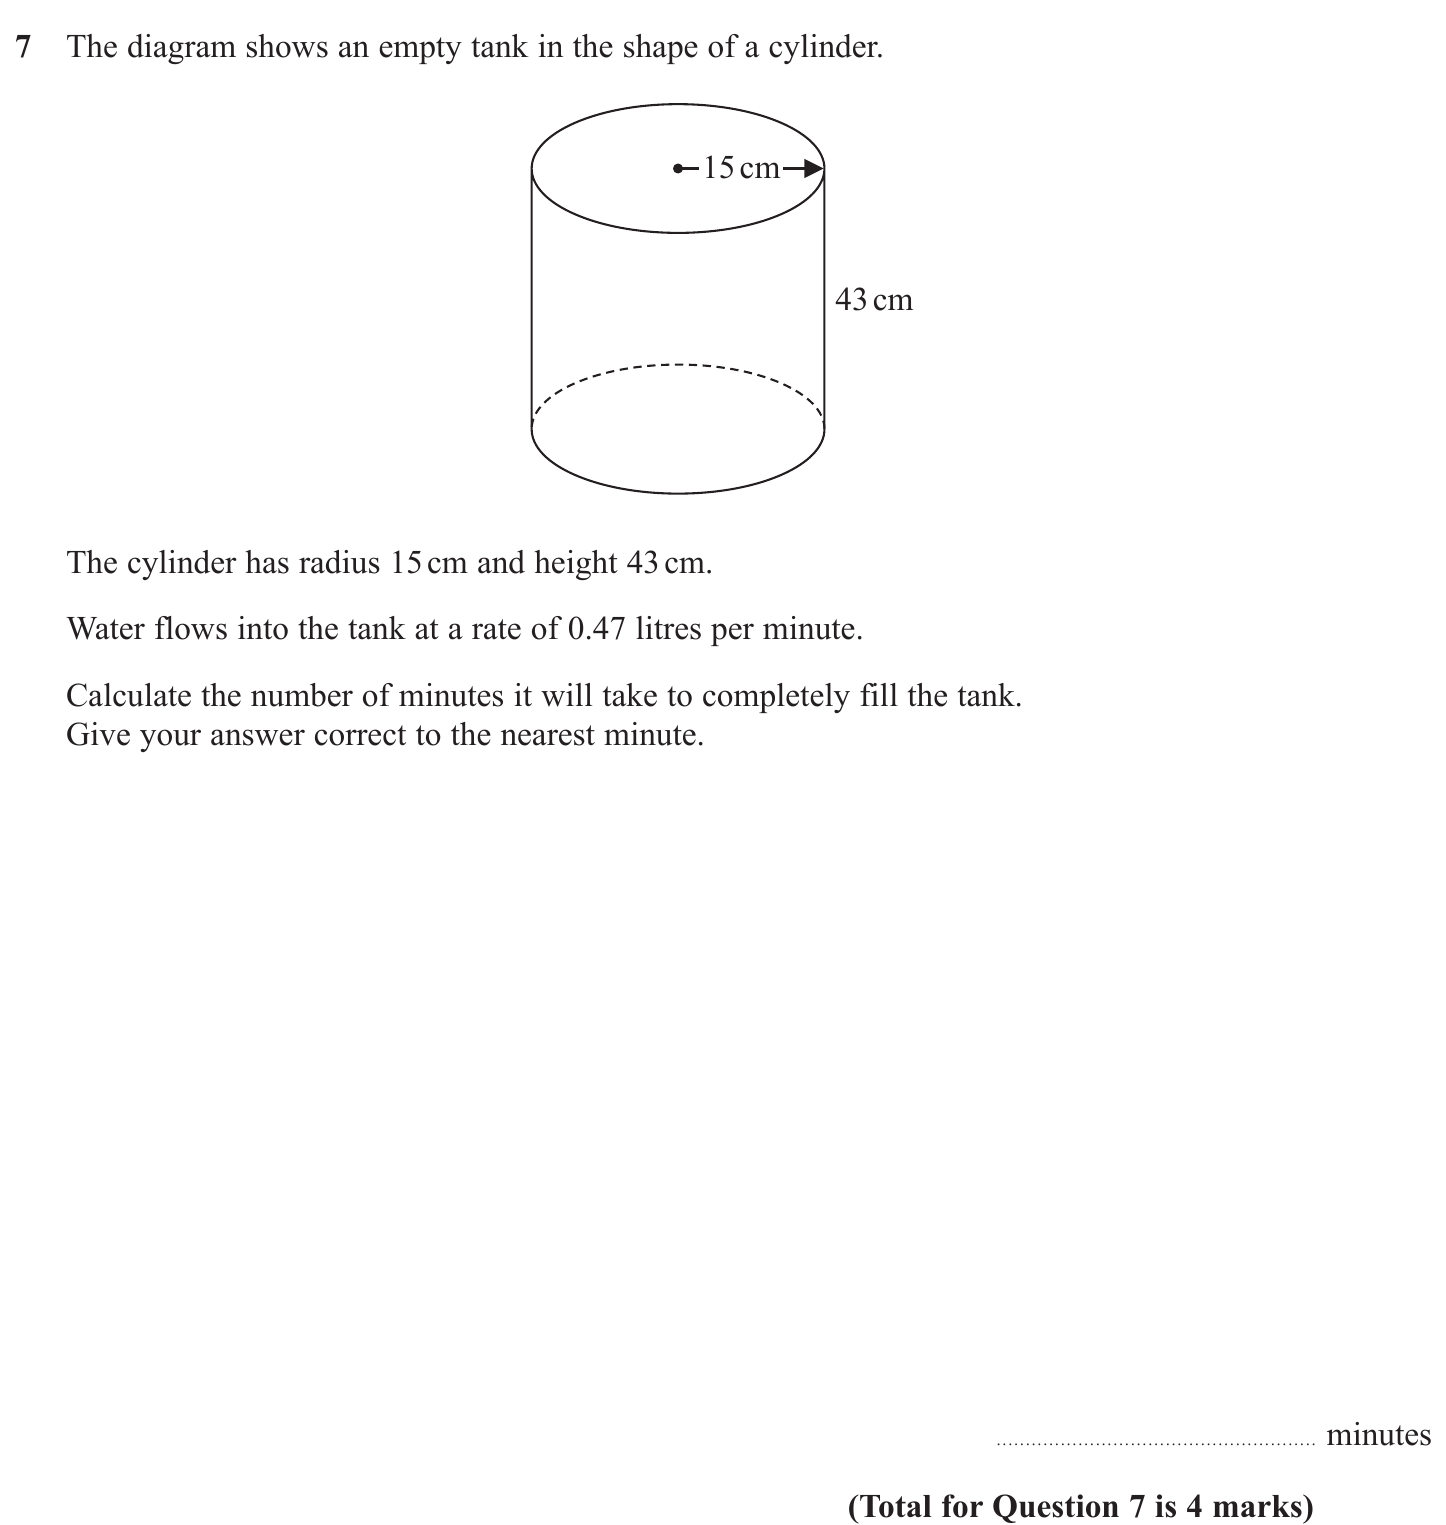 7 The diagram shows an empty tank in the shape of a cylinder.
15 cm
43 cm
The cylinder has radius 15 cm and height 43 cm.
Water flows into the tank at a rate of 0.47 litres per minute.
Calculate the number of minutes it will take to completely fill the tank.
Give your answer correct to the nearest minute.
...................................................... minutes
(Total for Question 7 is 4 marks)